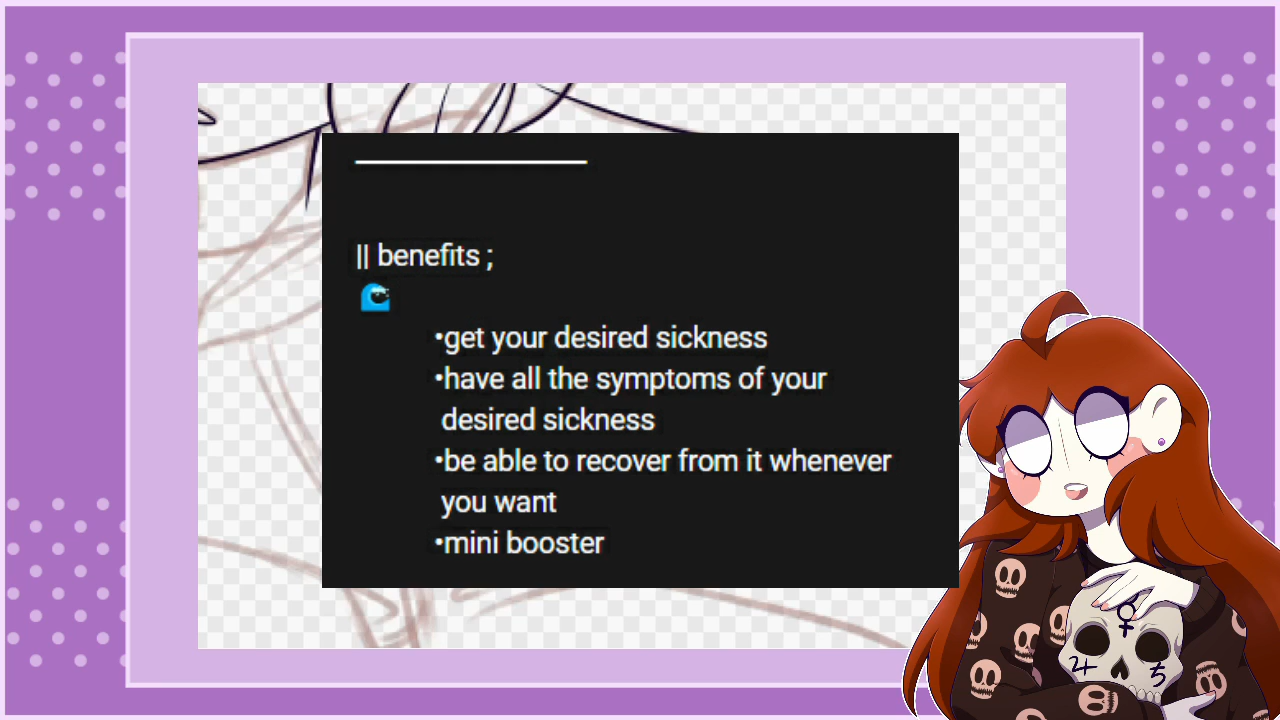 || benefits ;
🌊
•get your desired sickness
•have all the symptoms of your
desired sickness
•be able to recover from it whenever
you want
•mini booster
♀
♃ ♄